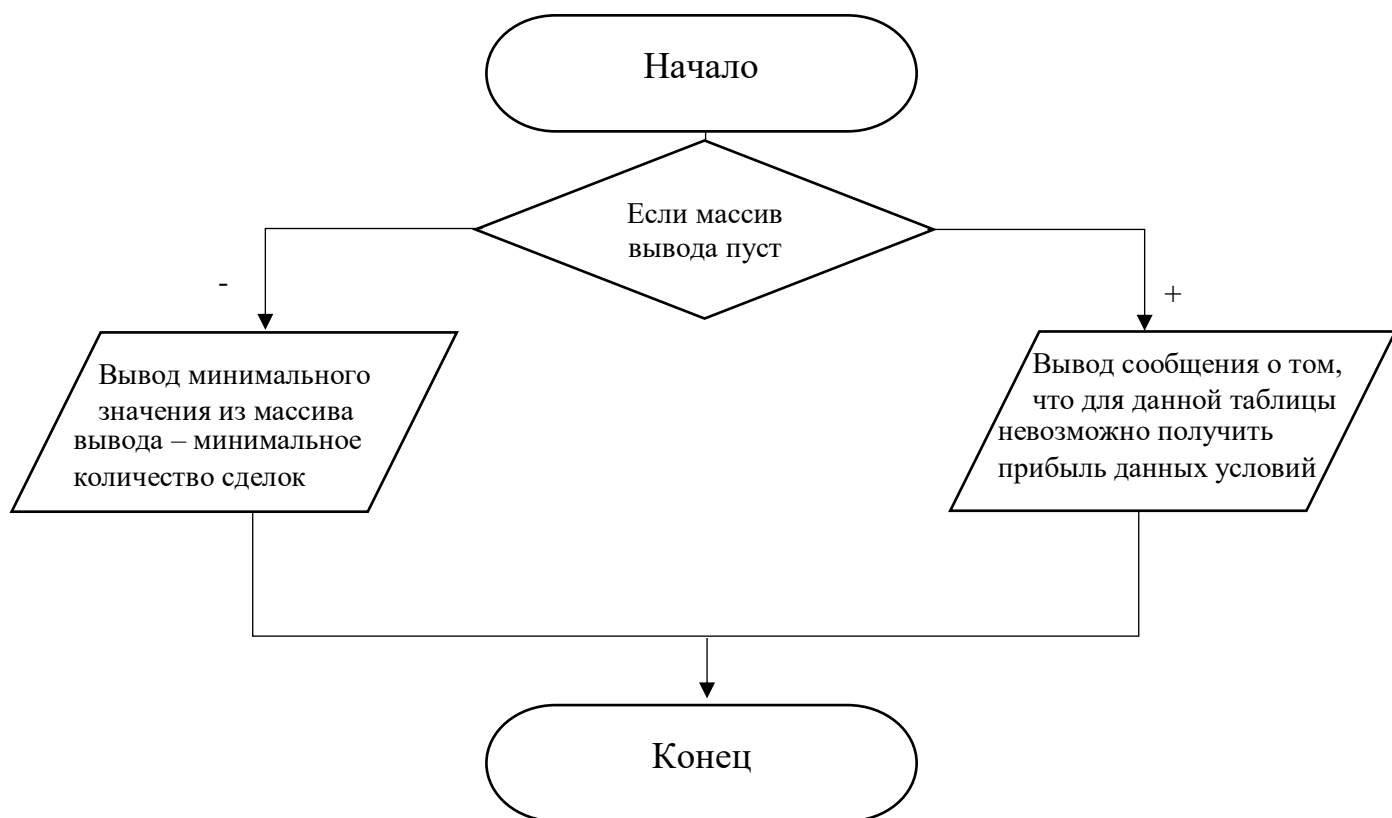 Начало
Если массив
вывода пуст
-
+
Вывод минимального
значения из массива
вывода – минимальное
количество сделок
Вывод сообщения о том,
что для данной таблицы
невозможно получить
прибыль данных условий
Конец